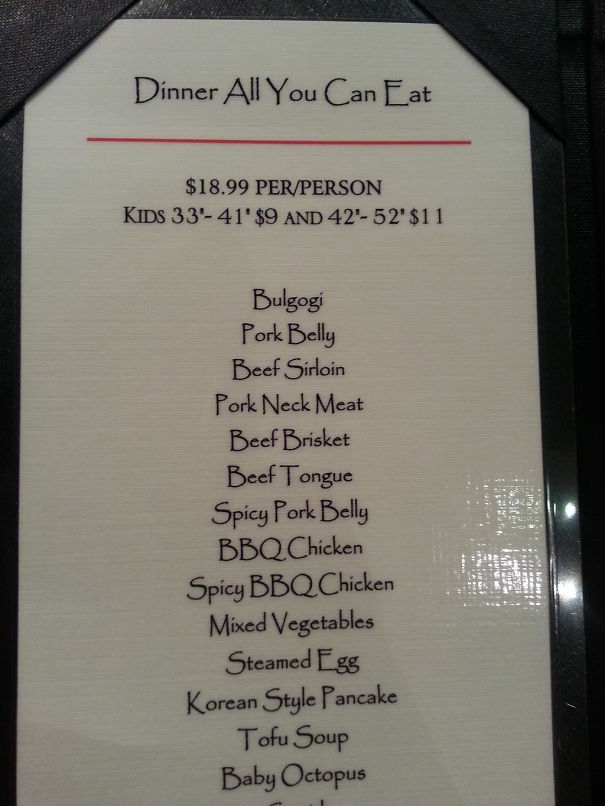 Dinner All You Can Eat
$18.99 PER/PERSON
KIDS 33"- 41" $9 AND 42"- 52" $11
Bulgogi
Pork Belly
Beef Sirloin
Pork Neck Meat
Beef Brisket
Beef Tongue
Spicy Pork Belly
BBQ Chicken
Spicy BBQ Chicken
Mixed Vegetables
Steamed Egg
Korean Style Pancake
Tofu Soup
Baby Octopus